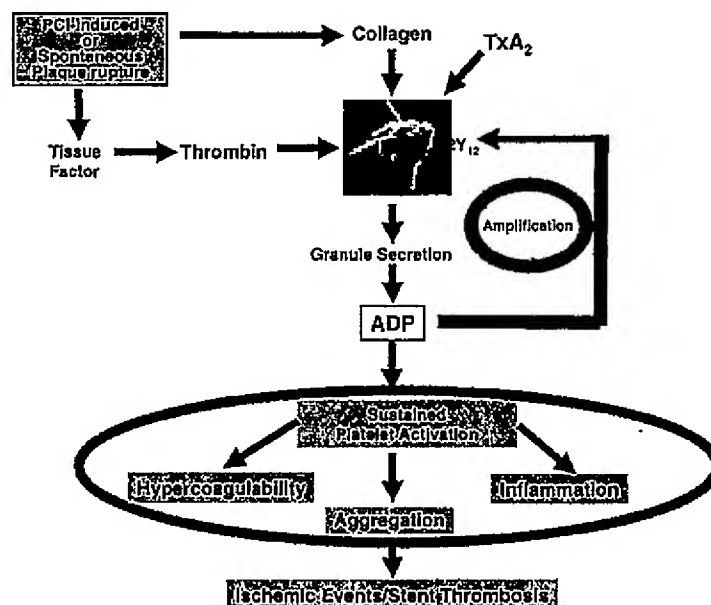 PCI-Induced
or
Spontaneous
Plaque rupture
Collagen
TxA₂
Tissue
Factor
Thrombin
2Y₁₂
Amplification
Granule Secretion
ADP
Sustained
Platelet Activation
Hypercoagulability
Inflammation
Aggregation
Ischemic Events/Stent Thrombosis